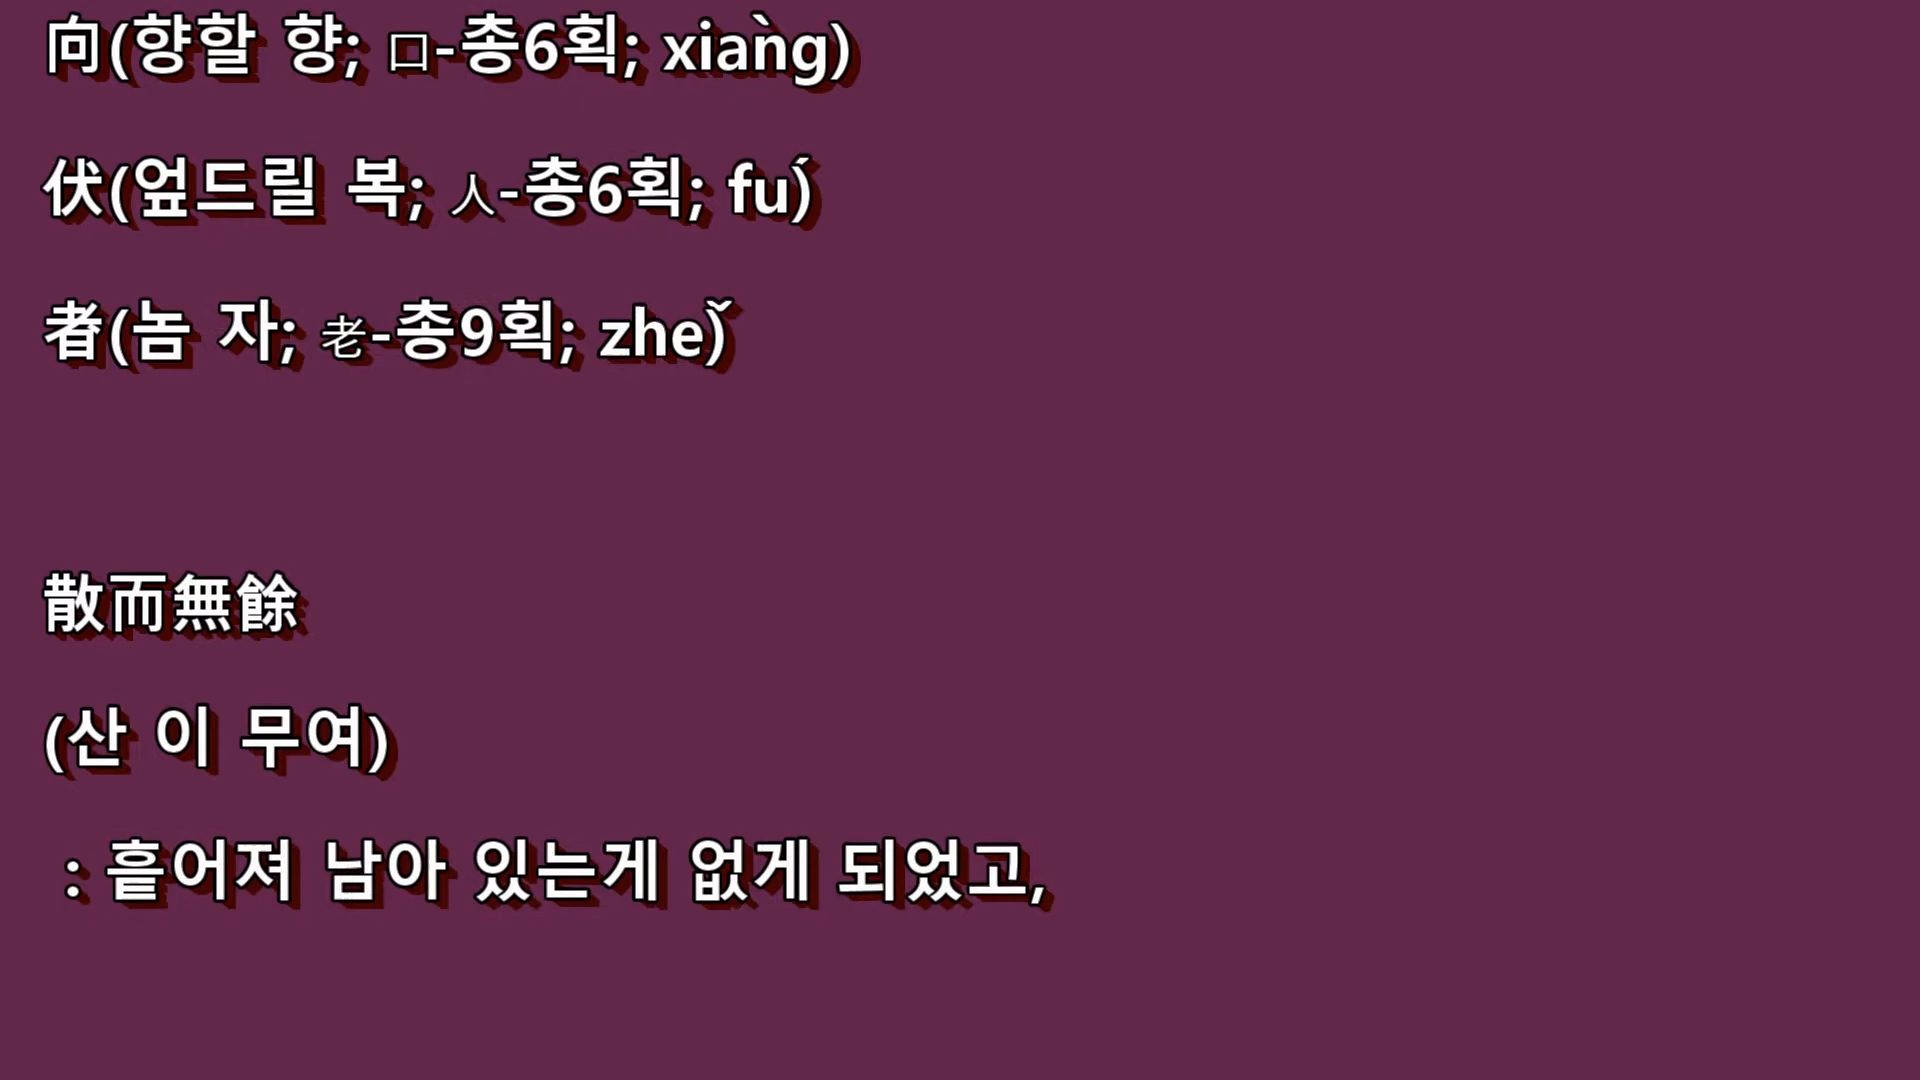 向(향할 향; 口-총6획; xiàng)
伏(엎드릴 복; 人-총6획; fú)
者(놈 자; 老-총9획; zhě)
散而無餘
(산 이 무여)
: 흩어져 남아 있는게 없게 되었고,